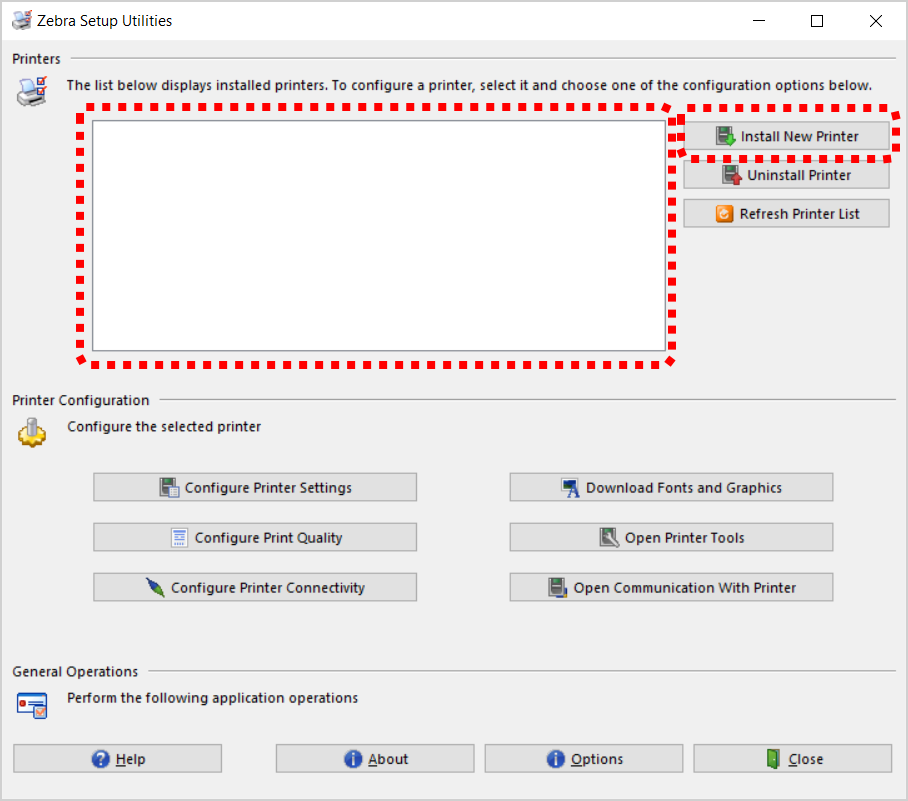 Zebra Setup Utilities
Printers
The list below displays installed printers. To configure a printer, select it and choose one of the configuration options below.
Install New Printer
Uninstall Printer
Refresh Printer List
Printer Configuration
Configure the selected printer
Configure Printer Settings
Download Fonts and Graphics
Configure Print Quality
Open Printer Tools
Configure Printer Connectivity
Open Communication With Printer
General Operations
Perform the following application operations
Help
About
Options
Close